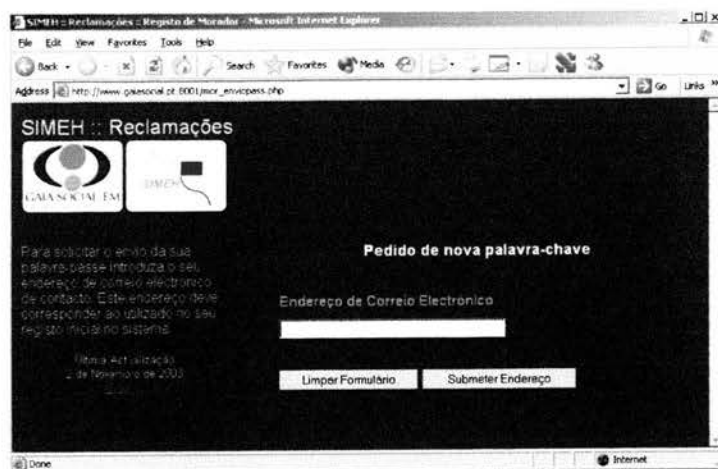 SIMEH :: Reclamações :: Registo de Morador - Microsoft Internet Explorer
File Edit View Favorites Tools Help
Back Search Favorites Media
Address http://www.gaiasocial.pt:8001/mor_enviopass.php Go Links
SIMEH :: Reclamações
GAIA SOCIAL, EM
SIMEH
Pedido de nova palavra-chave
Para solicitar o envio da sua
palavra-passe introduza o seu
endereço de correio electrónico
de contacto. Este endereço deve
corresponder ao utilizado no seu
registo inicial no sistema.
Endereço de Correio Electrónico
Última Actualização
de Novembro de 2003
Limpar Formulário Submeter Endereço
Done Internet